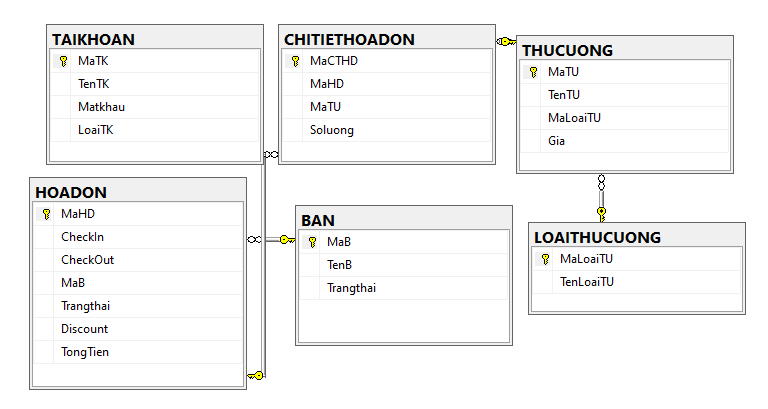 TAIKHOAN
MaTK
TenTK
Matkhau
LoaiTK
CHITIETHOADON
MaCTHD
MaHD
MaTU
Soluong
THUCUONG
MaTU
TenTU
MaLoaiTU
Gia
HOADON
MaHD
CheckIn
CheckOut
MaB
Trangthai
Discount
TongTien
BAN
MaB
TenB
Trangthai
LOAITHUCUONG
MaLoaiTU
TenLoaiTU